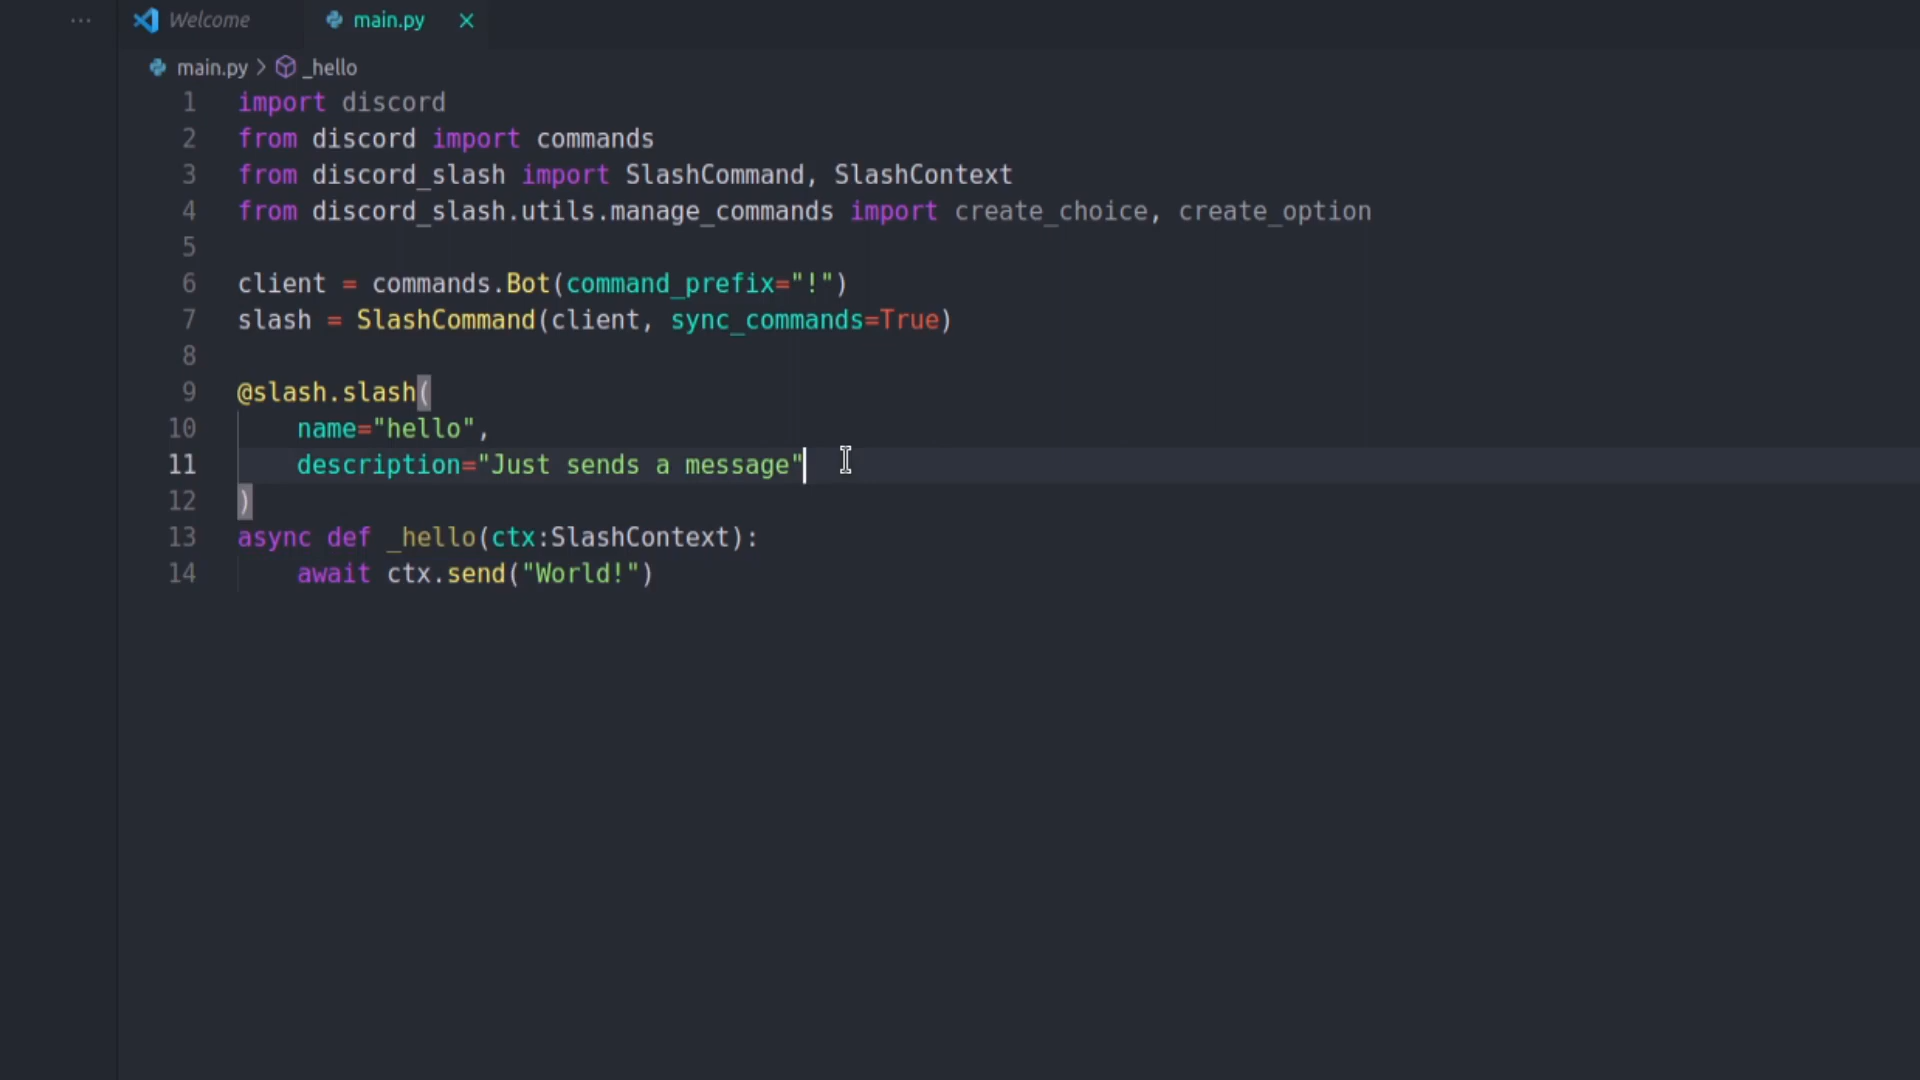 ··· Welcome main.py ×
main.py > _hello
1 import discord
2 from discord import commands
3 from discord_slash import SlashCommand, SlashContext
4 from discord_slash.utils.manage_commands import create_choice, create_option
5
6 client = commands.Bot(command_prefix="!")
7 slash = SlashCommand(client, sync_commands=True)
8
9 @slash.slash(
10     name="hello",
11     description="Just sends a message"
12 )
13 async def _hello(ctx:SlashContext):
14     await ctx.send("World!")